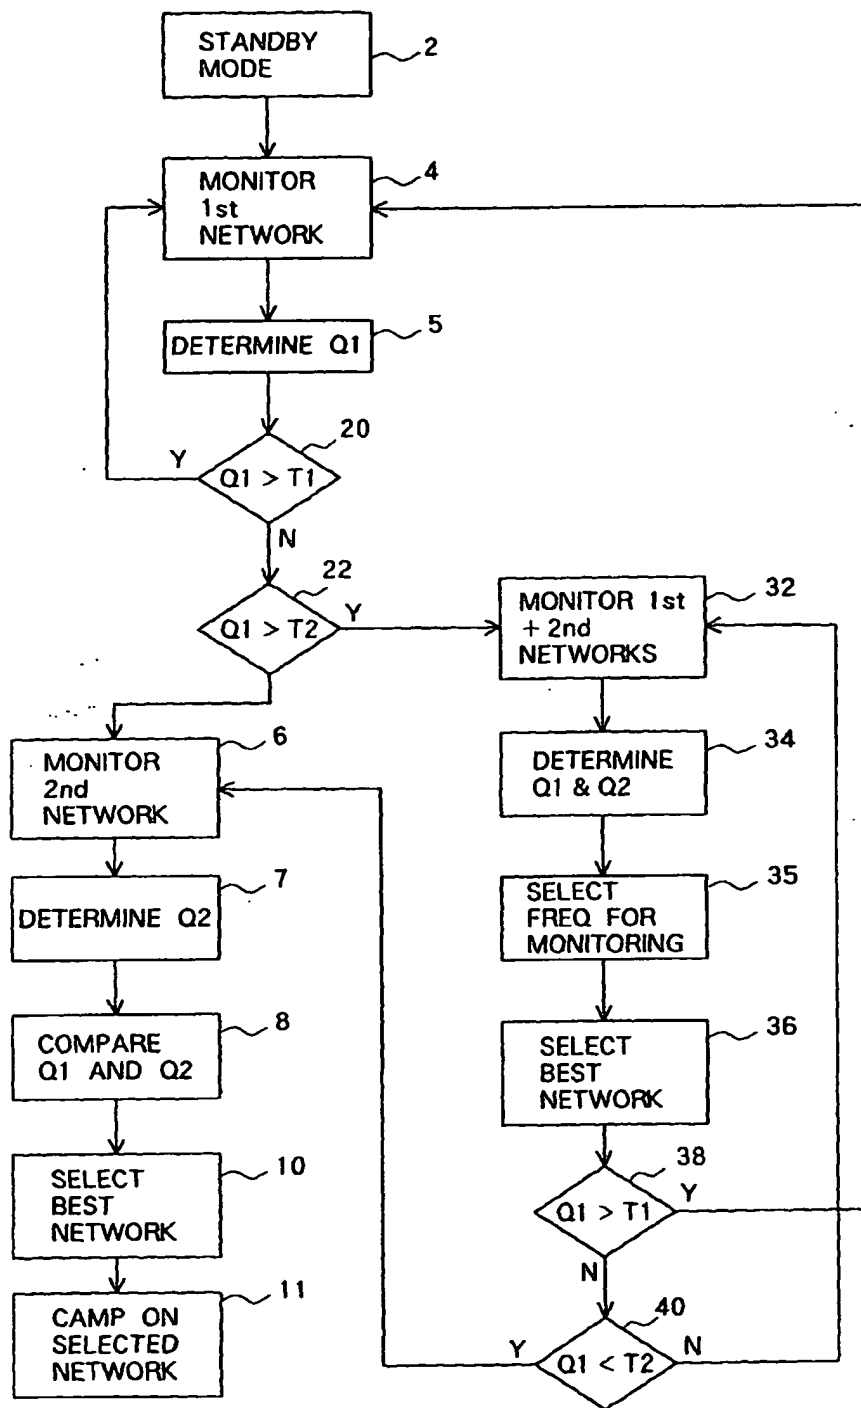 STANDBY
MODE
2
MONITOR
1st
NETWORK
4
DETERMINE Q1
5
Q1 > T1
20
Y
N
Q1 > T2
22
Y
MONITOR 1st
+ 2nd
NETWORKS
32
MONITOR
2nd
NETWORK
6
DETERMINE
Q1 & Q2
34
DETERMINE Q2
7
SELECT
FREQ FOR
MONITORING
35
COMPARE
Q1 AND Q2
8
SELECT
BEST
NETWORK
36
SELECT
BEST
NETWORK
10
Q1 > T1
38
Y
N
CAMP ON
SELECTED
NETWORK
11
Q1 < T2
40
Y
N